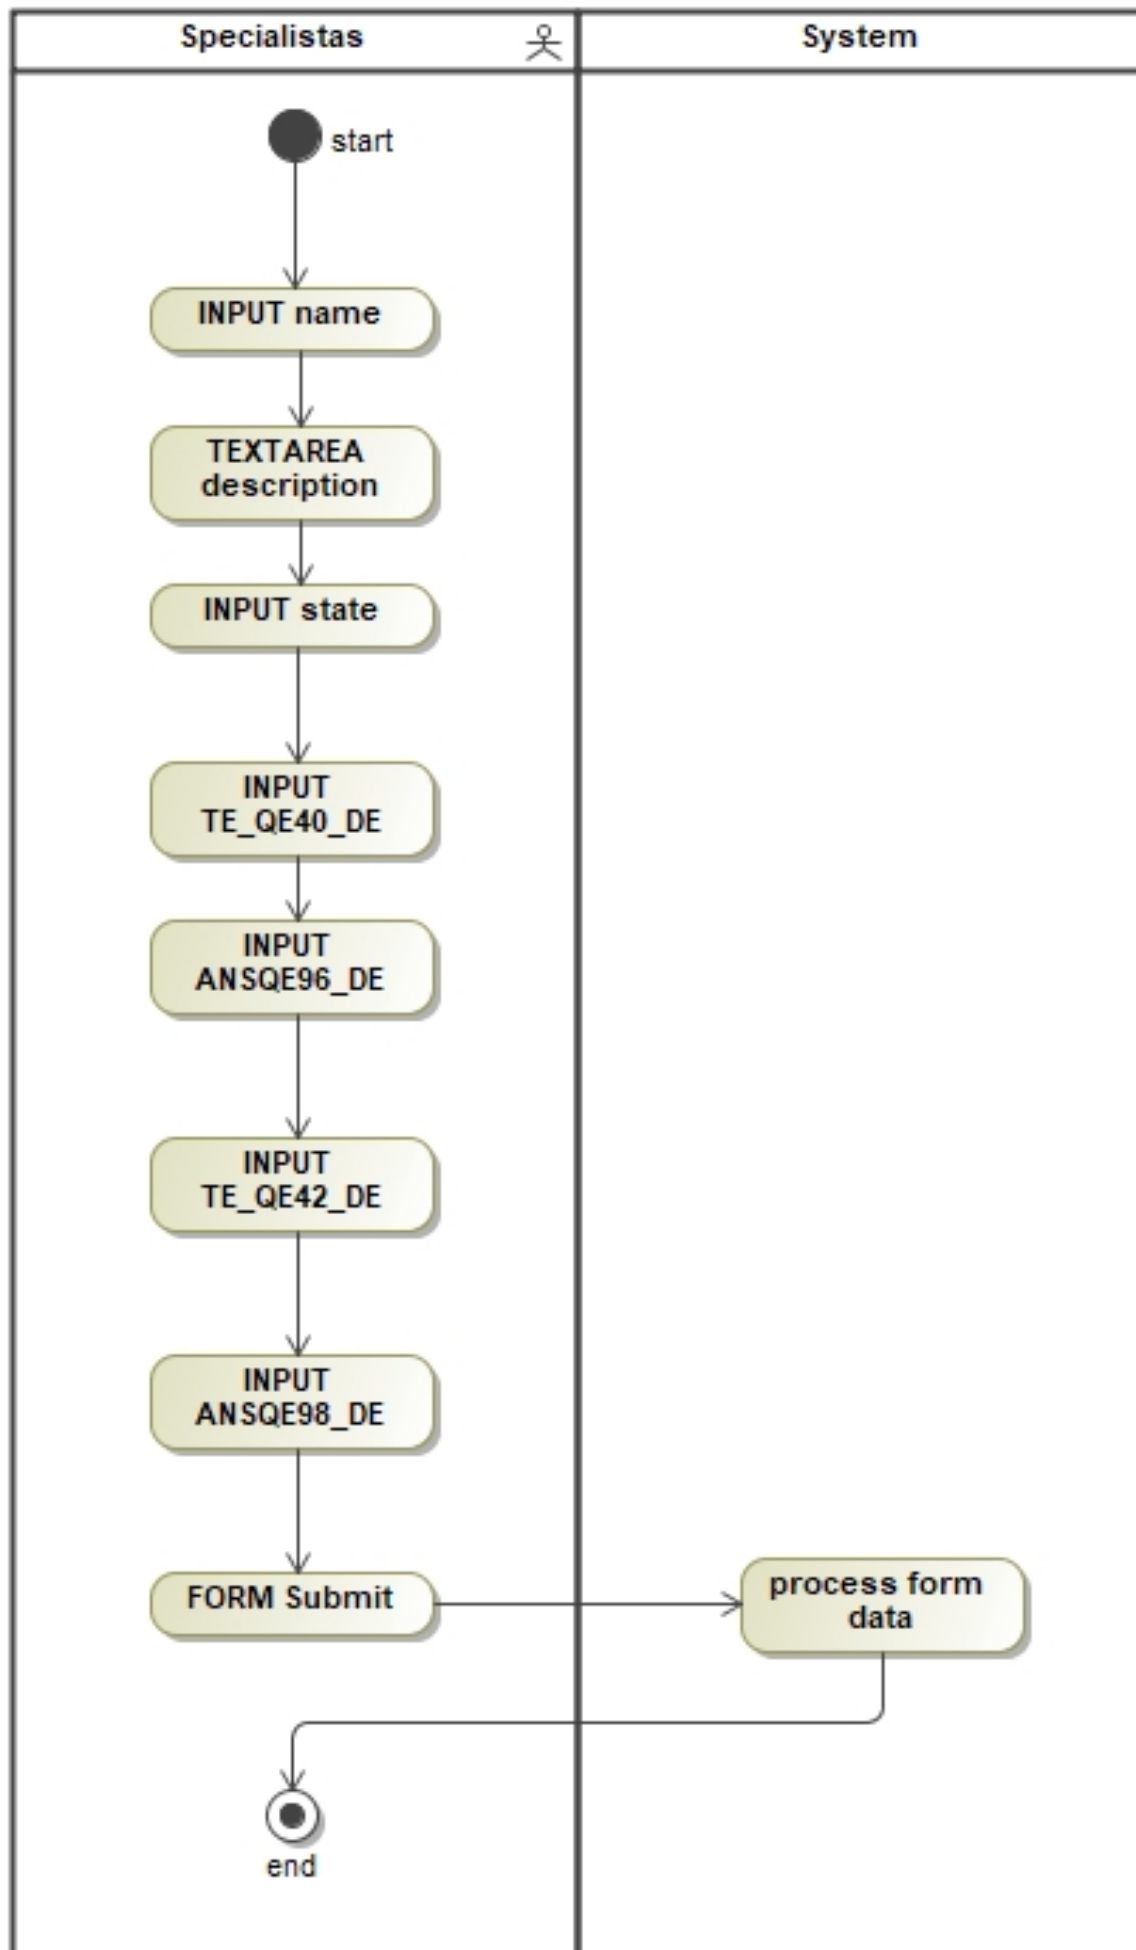 Specialistas
System
start
INPUT name
TEXTAREA
description
INPUT state
INPUT
TE_QE40_DE
INPUT
ANSQE96_DE
INPUT
TE_QE42_DE
INPUT
ANSQE98_DE
FORM Submit
process form
data
end